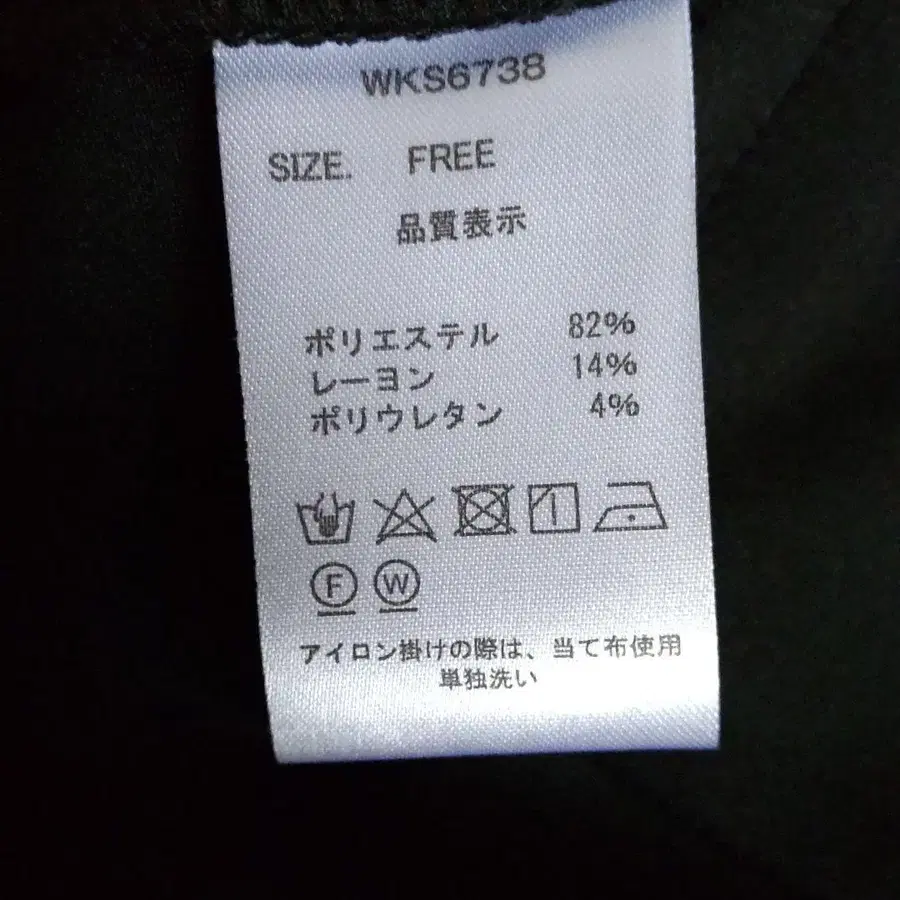 WKS6738
SIZE. FREE
品質表示
ポリエステル 82%
レーヨン 14%
ポリウレタン 4%
F W
アイロン掛けの際は、当て布使用
単独洗い